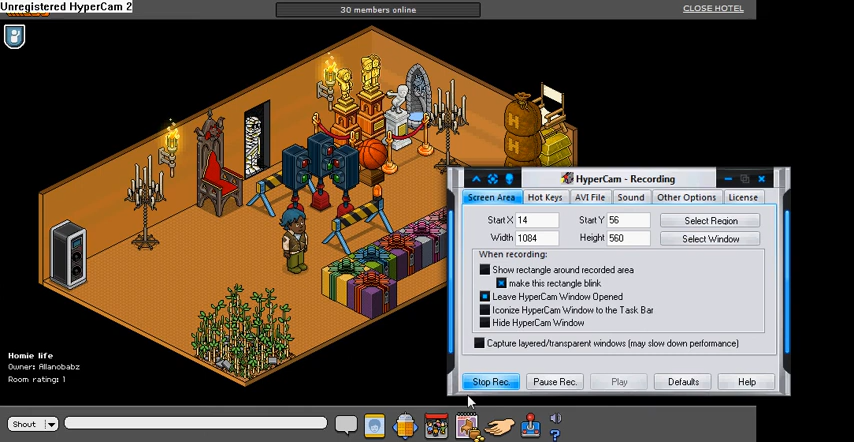 Unregistered HyperCam 2
30 members online
CLOSE HOTEL
HyperCam - Recording
Screen Area Hot Keys AVI File Sound Other Options License
Start X 14 Start Y 56 Select Region
Width 1084 Height 560 Select Window
When recording:
Show rectangle around recorded area
make this rectangle blink
Leave HyperCam Window Opened
Iconize HyperCam Window to the Task Bar
Hide HyperCam Window
Capture layered/transparent windows (may slow down performance)
Stop Rec. Pause Rec. Play Defaults Help
H
H
Homie life
Owner: Allanobabz
Room rating: 1
Shout
?